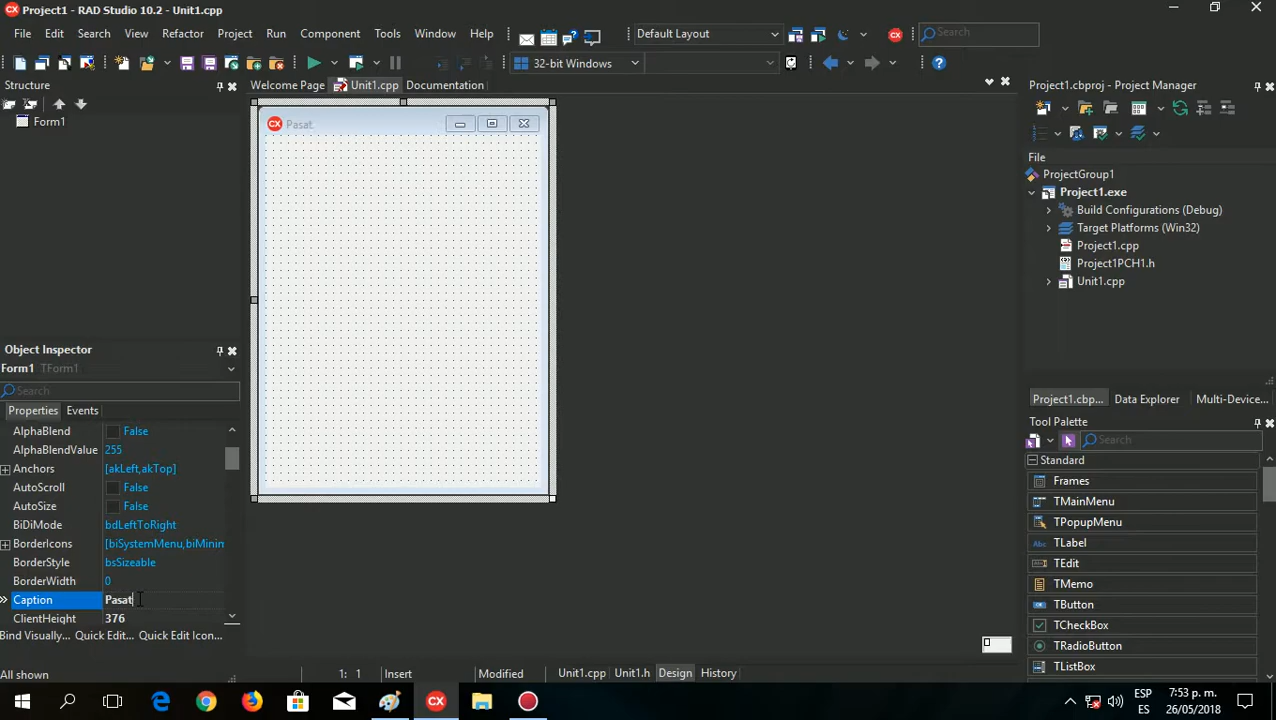 Project1 - RAD Studio 10.2 - Unit1.cpp
File Edit Search View Refactor Project Run Component Tools Window Help
Default Layout
Search
32-bit Windows
Structure
Welcome Page Unit1.cpp Documentation
Project1.cbproj - Project Manager
Form1
Pasat
File
ProjectGroup1
Project1.exe
Build Configurations (Debug)
Target Platforms (Win32)
Project1.cpp
Project1PCH1.h
Unit1.cpp
Object Inspector
Form1 TForm1
Search
Properties Events
AlphaBlend False
AlphaBlendValue 255
Anchors [akLeft,akTop]
AutoScroll False
AutoSize False
BiDiMode bdLeftToRight
BorderIcons [biSystemMenu,biMinin
BorderStyle bsSizeable
BorderWidth 0
Caption Pasat
ClientHeight 376
Bind Visually... Quick Edit... Quick Edit Icon...
All shown
Project1.cbp... Data Explorer Multi-Device...
Tool Palette
Search
Standard
Frames
TMainMenu
TPopupMenu
TLabel
TEdit
TMemo
TButton
TCheckBox
TRadioButton
TListBox
1: 1 Insert Modified Unit1.cpp Unit1.h Design History
ESP
ES
7:53 p. m.
26/05/2018